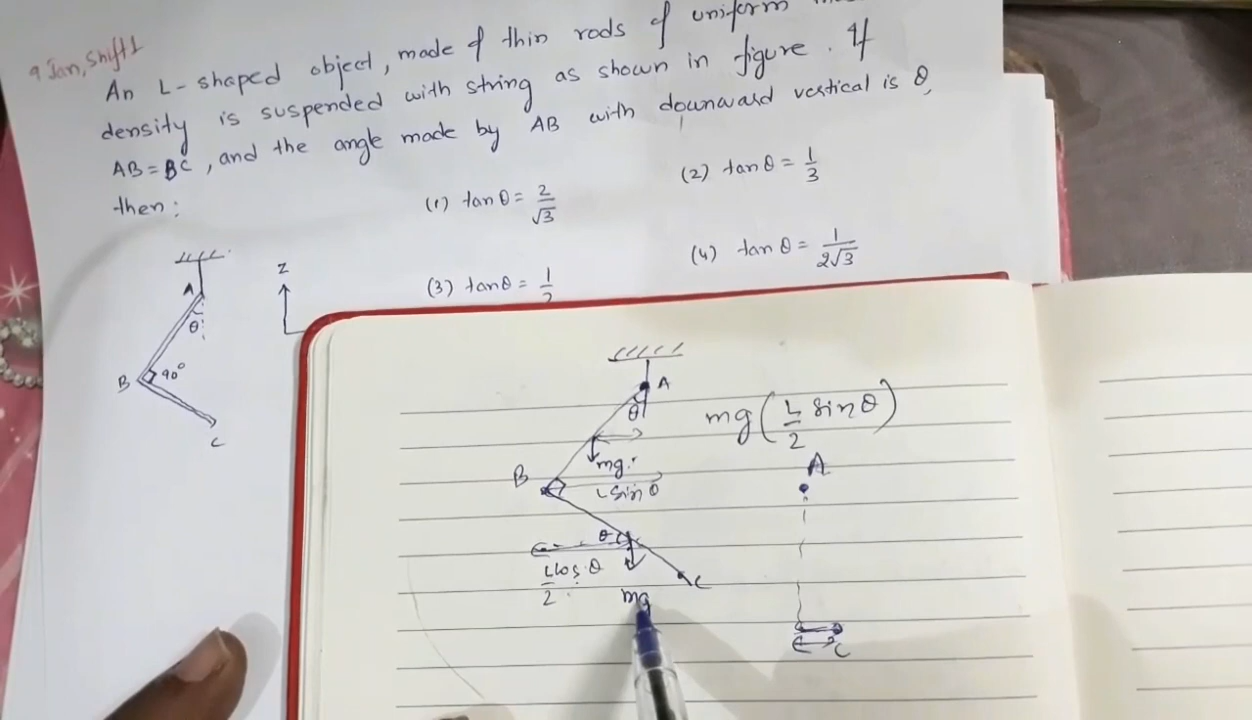 9 Jan, Shift 1
An L-shaped object, made of thin rods of uniform
density is suspended with string as shown in figure. If
AB = BC, and the angle made by AB with downward vertical is θ,
then:
(1) tan θ = 2/√3
(2) tan θ = 1/3
(3) tan θ = 1/2
(4) tan θ = 1/2√3
A
θ
B
90°
C
Z
A
θ
mg
B
L sin θ
θ
L/2 cos θ
mg
C
mg(L/2 sin θ)
A
C